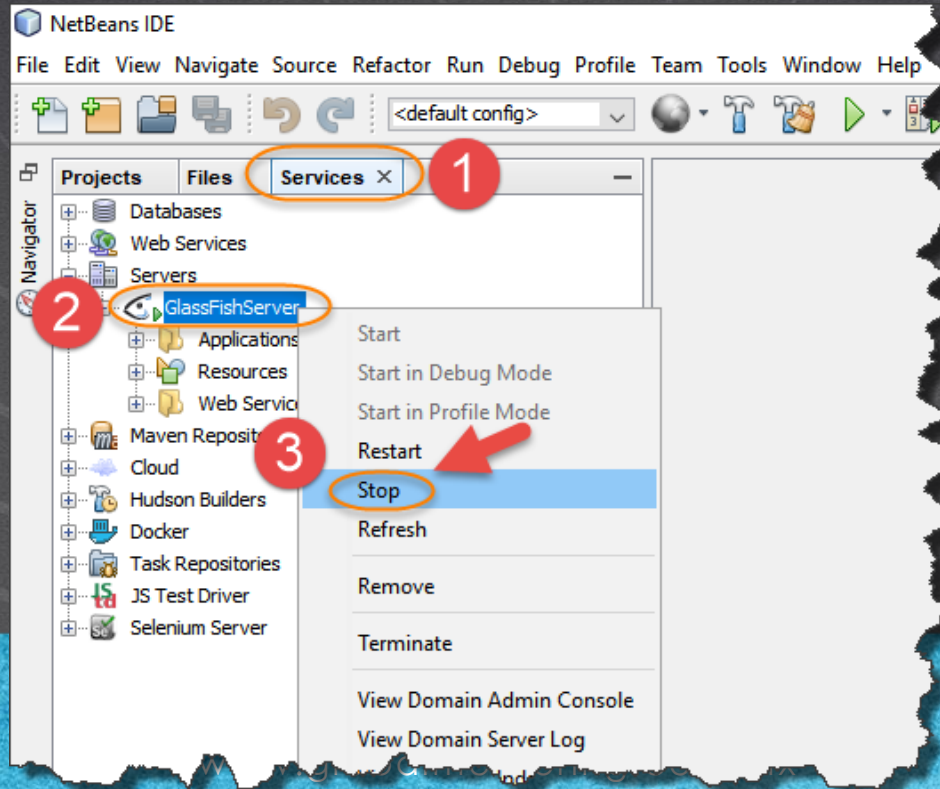 NetBeans IDE
File Edit View Navigate Source Refactor Run Debug Profile Team Tools Window Help
<default config>
Projects Files Services × 1
Navigator
Databases
Web Services
Servers
2 GlassFishServer
Applications
Resources
Web Servic
Maven Reposit
Cloud
Hudson Builders
Docker
Task Repositories
JS Test Driver
Selenium Server
Start
Start in Debug Mode
Start in Profile Mode
Restart
3
Stop
Refresh
Remove
Terminate
View Domain Admin Console
View Domain Server Log